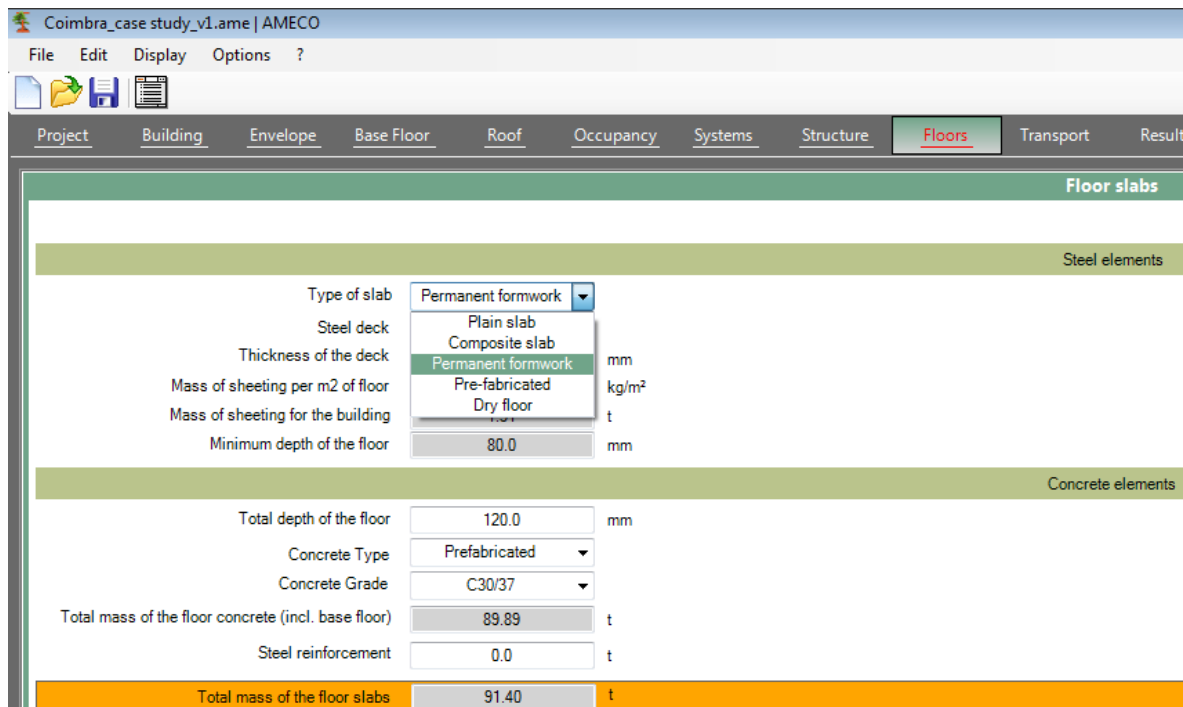 Coimbra_case study_v1.ame | AMECO
File Edit Display Options ?
Project Building Envelope Base Floor Roof Occupancy Systems Structure Floors Transport Result
Floor slabs
Steel elements
Type of slab Permanent formwork
Plain slab
Steel deck
Composite slab
Thickness of the deck mm
Permanent formwork
Mass of sheeting per m2 of floor Pre-fabricated kg/m²
Dry floor
Mass of sheeting for the building t
Minimum depth of the floor 80.0 mm
Concrete elements
Total depth of the floor 120.0 mm
Concrete Type Prefabricated
Concrete Grade C30/37
Total mass of the floor concrete (incl. base floor) 89.89 t
Steel reinforcement 0.0 t
Total mass of the floor slabs 91.40 t